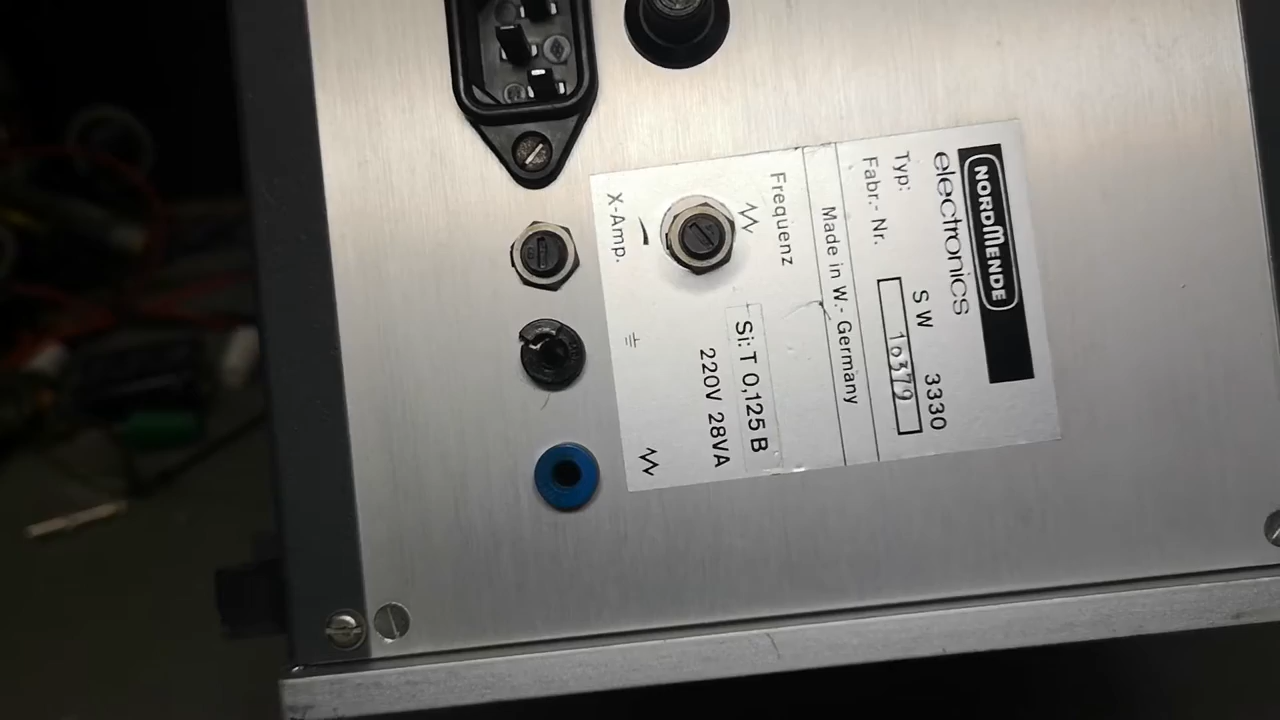 NORDMENDE
electronics
Typ: SW 3330
Fabr.- Nr. 10379
Made in W.- Germany
Frequenz
Si: T 0,125 B
220V 28VA
X-Amp.